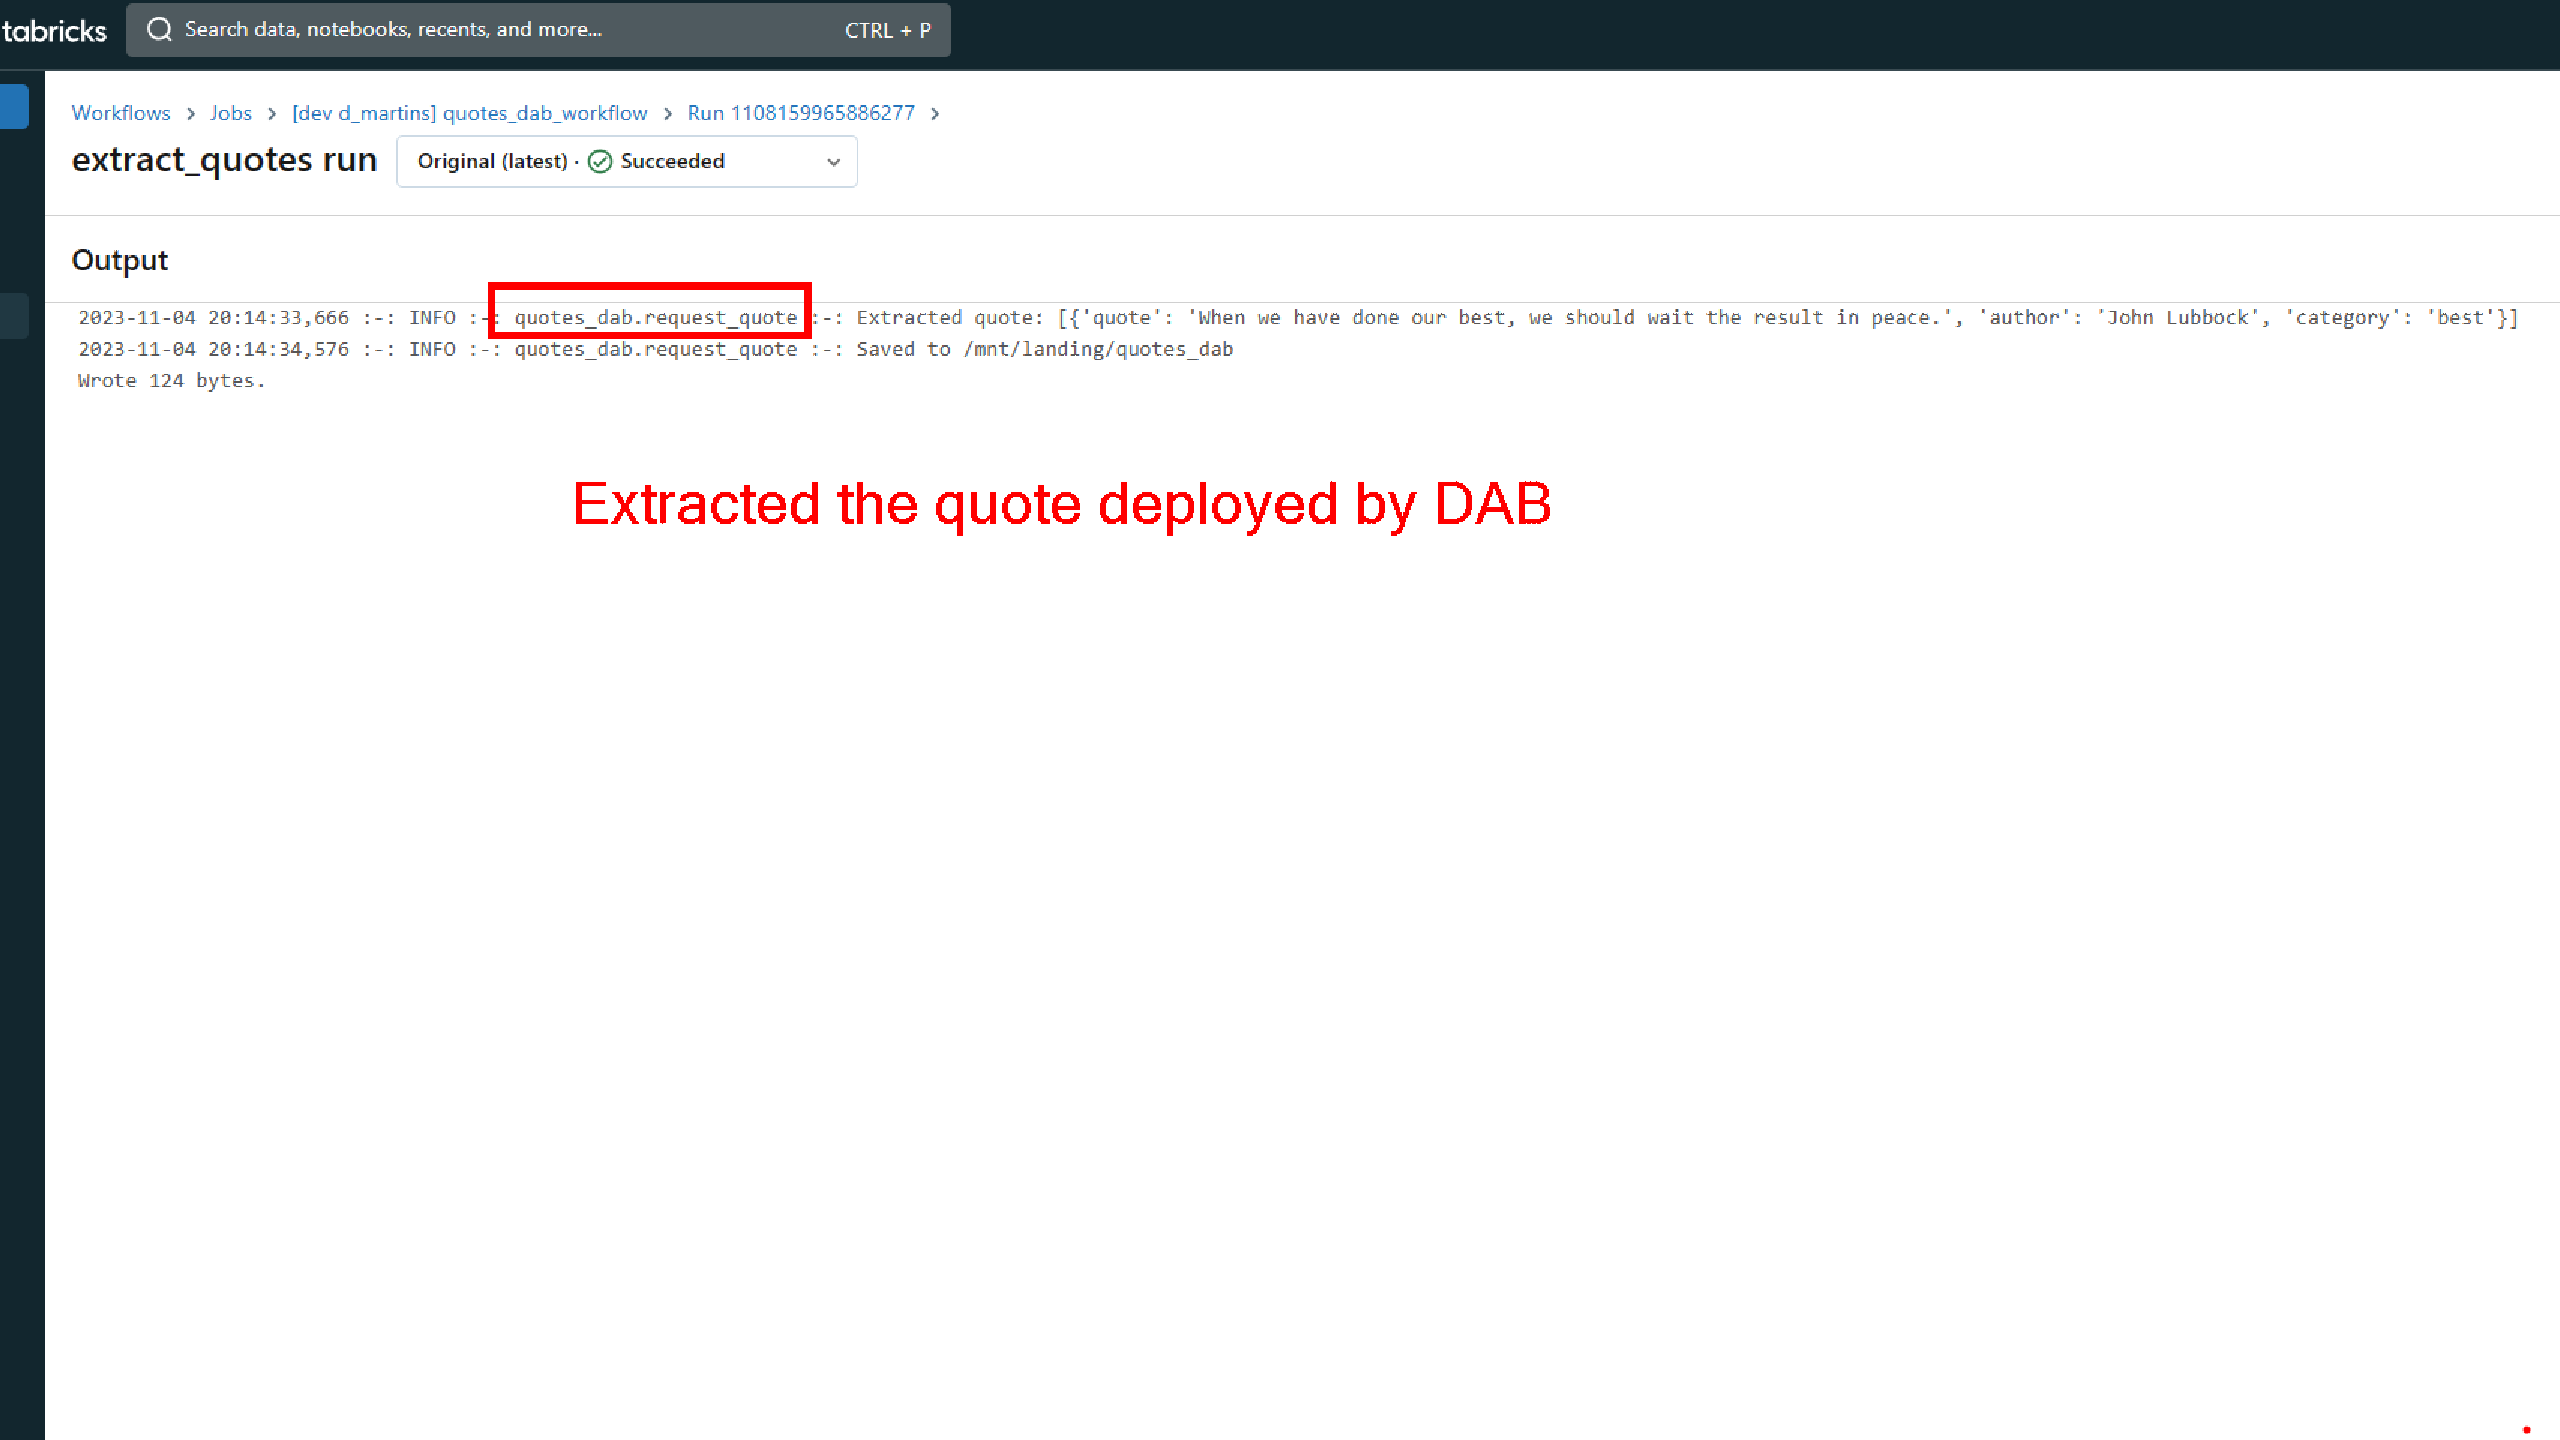 tabricks
Search data, notebooks, recents, and more...
CTRL + P
Workflows > Jobs > [dev d_martins] quotes_dab_workflow > Run 1108159965886277 >
extract_quotes run
Original (latest) · Succeeded
Output
2023-11-04 20:14:33,666 :-: INFO :-: quotes_dab.request_quote :-: Extracted quote: [{'quote': 'When we have done our best, we should wait the result in peace.', 'author': 'John Lubbock', 'category': 'best'}]
2023-11-04 20:14:34,576 :-: INFO :-: quotes_dab.request_quote :-: Saved to /mnt/landing/quotes_dab
Wrote 124 bytes.
Extracted the quote deployed by DAB